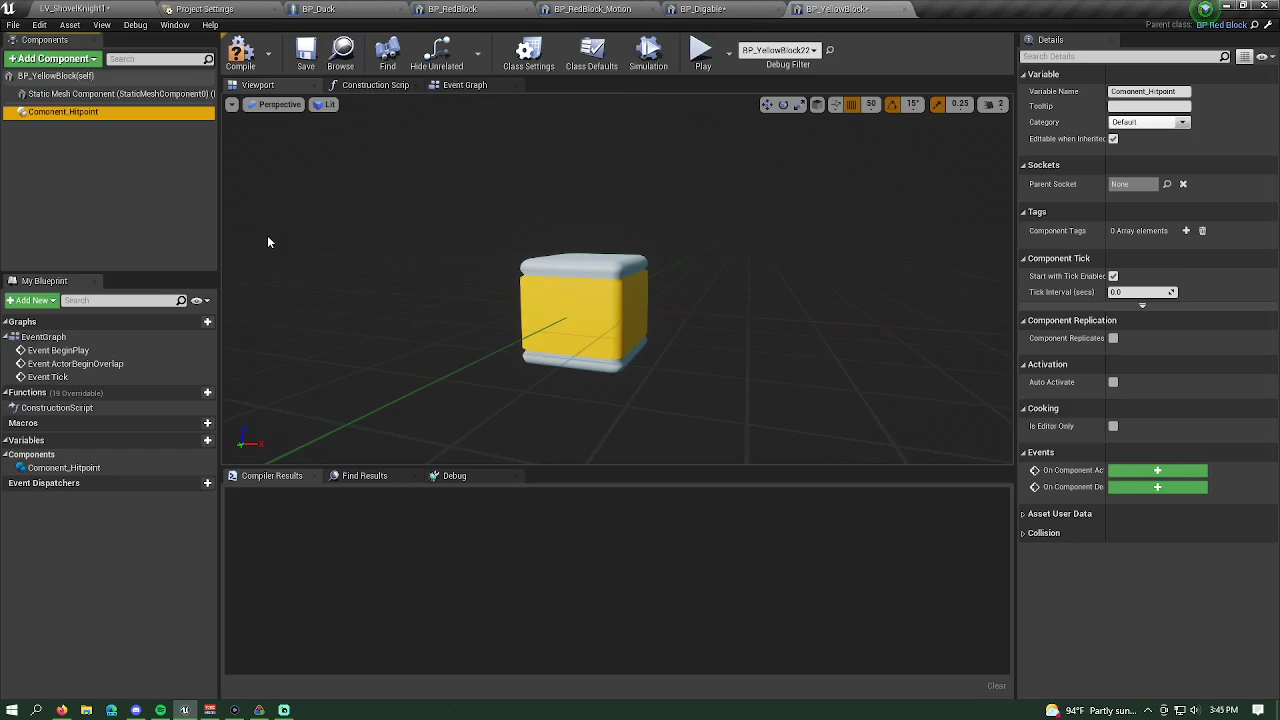 LV_ShovelKnight1*
Project Settings
BP_Duck
BP_RedBlock
BP_RedBlock_Motion
BP_Digable*
BP_YellowBlock*
File Edit Asset View Debug Window Help
Parent class: BP Red Block
Components
+ Add Component
Search
BP_YellowBlock(self)
Static Mesh Component (StaticMeshComponent0) (I
Comonent_Hitpoint
Compile
Save
Browse
Find
Hide Unrelated
Class Settings
Class Defaults
Simulation
Play
BP_YellowBlock22
Debug Filter
Viewport
Construction Scrip
Event Graph
Perspective
Lit
50
15°
0.25
2
My Blueprint
+ Add New
Search
Graphs
EventGraph
Event BeginPlay
Event ActorBeginOverlap
Event Tick
Functions (19 Overridable)
ConstructionScript
Macros
Variables
Components
Comonent_Hitpoint
Event Dispatchers
Compiler Results
Find Results
Debug
Clear
Details
Search Details
Variable
Variable Name Comonent_Hitpoint
Tooltip
Category Default
Editable when Inherited
Sockets
Parent Socket None
Tags
Component Tags 0 Array elements
Component Tick
Start with Tick Enabled
Tick Interval (secs) 0.0
Component Replication
Component Replicates
Activation
Auto Activate
Cooking
Is Editor Only
Events
On Component Ac
On Component De
Asset User Data
Collision
94°F Partly sun...
3:45 PM